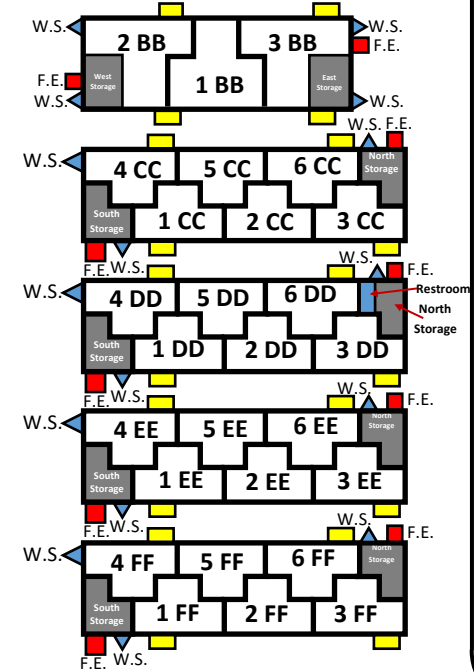 W.S.
2 BB
3 BB
W.S.
F.E.
F.E.
West
Storage
1 BB
East
Storage
W.S.
W.S.
W.S. F.E.
W.S.
4 CC
5 CC
6 CC
North
Storage
South
Storage
1 CC
2 CC
3 CC
F.E. W.S.
W.S.
F.E.
W.S.
4 DD
5 DD
6 DD
Restroom
North
Storage
South
Storage
1 DD
2 DD
3 DD
F.E. W.S.
W.S.
F.E.
W.S.
4 EE
5 EE
6 EE
North
Storage
South
Storage
1 EE
2 EE
3 EE
F.E. W.S.
W.S.
F.E.
W.S.
4 FF
5 FF
6 FF
North
Storage
South
Storage
1 FF
2 FF
3 FF
F.E. W.S.